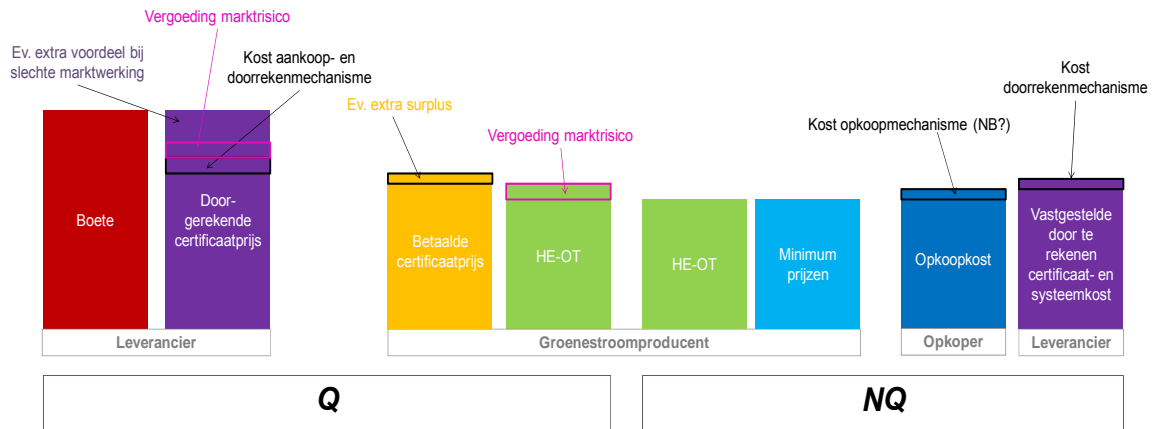 Vergoeding marktrisico
Ev. extra voordeel bij
slechte marktwerking
Kost aankoop- en
doorrekenmechanisme
Kost
doorrekenmechanisme
Ev. extra surplus
Vergoeding marktrisico
Kost opkoopmechanisme (NB?)
Boete
Door-
gerekende
certificaatprijs
Betaalde
certificaatprijs
HE-OT
HE-OT
Minimum
prijzen
Opkoopkost
Vastgestelde
door te
rekenen
certificaat- en
systeemkost
Leverancier
Groenestroomproducent
Opkoper
Leverancier
Q
NQ